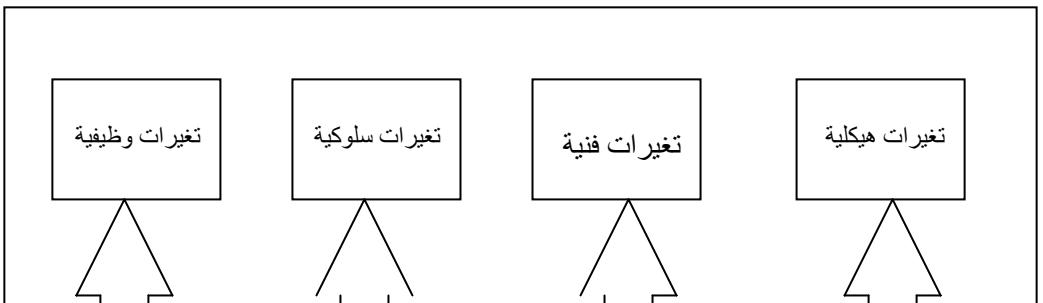 تغيرات هيكلية
تغيرات فنية
تغيرات سلوكية
تغيرات وظيفية